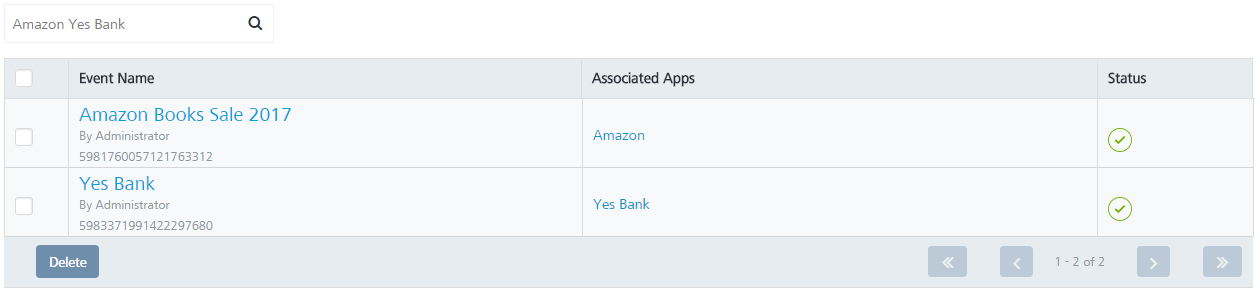 Amazon Yes Bank
Event Name Associated Apps Status
Amazon Books Sale 2017
By Administrator
5981760057121763312
Amazon
Yes Bank
By Administrator
5983371991422297680
Yes Bank
Delete
1 - 2 of 2